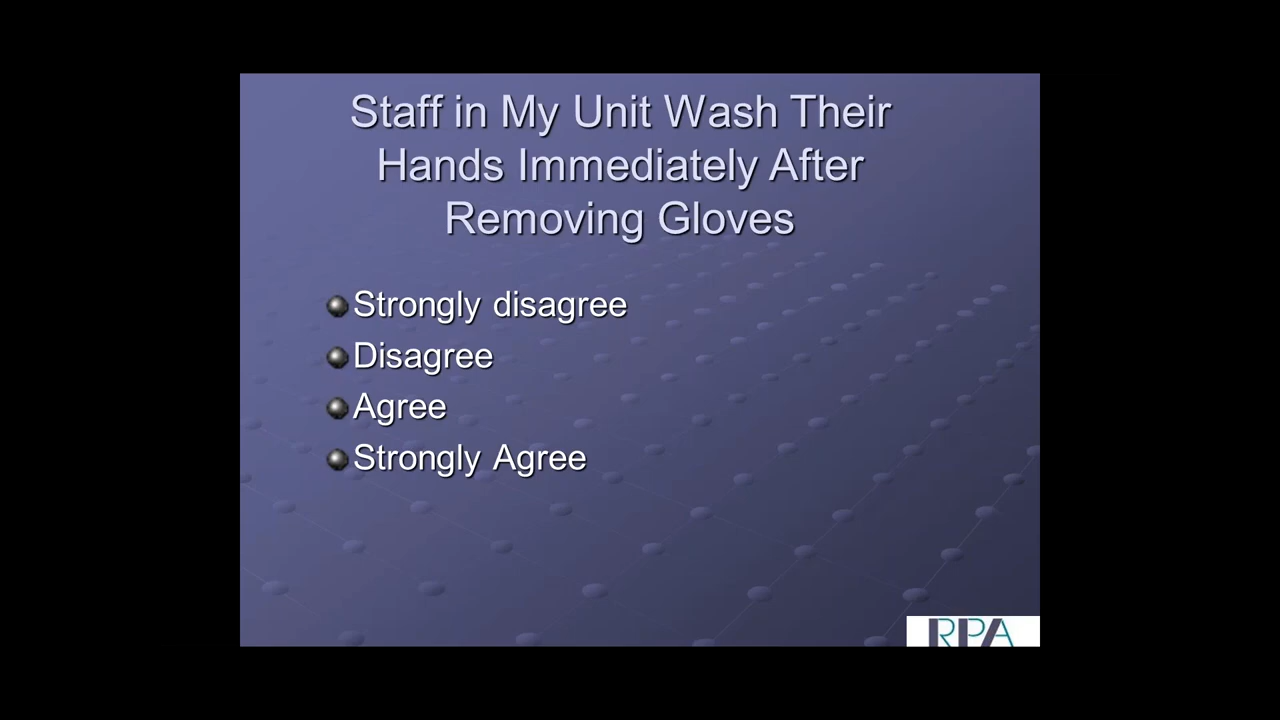 Staff in My Unit Wash Their
Hands Immediately After
Removing Gloves
Strongly disagree
Disagree
Agree
Strongly Agree
RPA